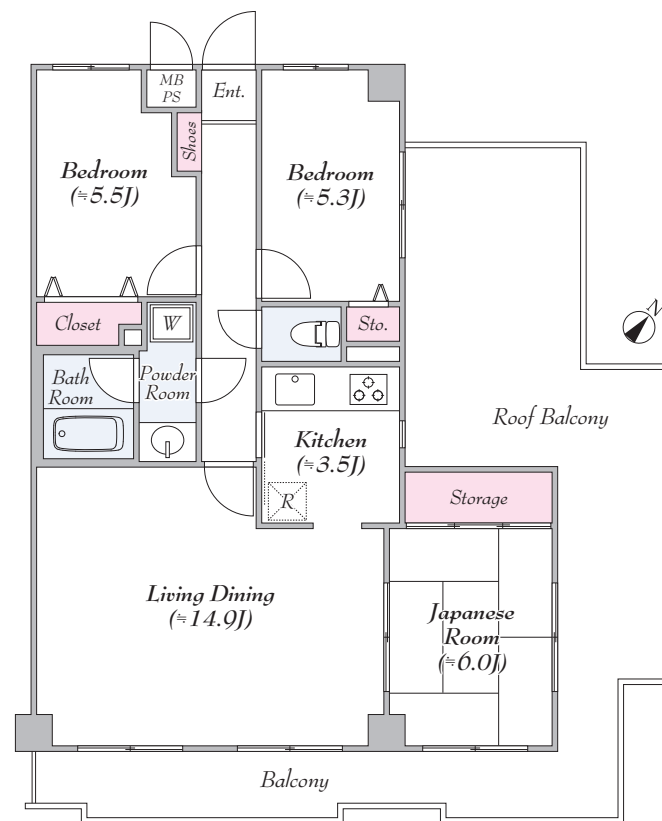 MB
PS
Ent.
Shoes
Bedroom
(≒5.5J)
Bedroom
(≒5.3J)
N
Closet
W
Sto.
Bath
Room
Powder
Room
Kitchen
(≒3.5J)
Roof Balcony
R
Storage
Living Dining
(≒14.9J)
Japanese
Room
(≒6.0J)
Balcony